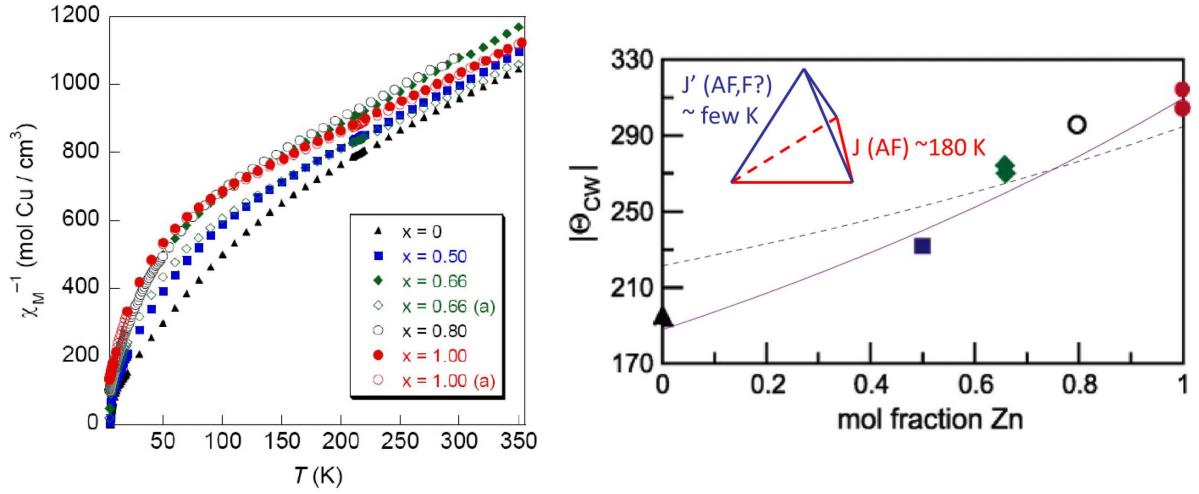 1200
1000
800
600
400
200
0
χM⁻¹ (mol Cu / cm³)
x = 0
x = 0.50
x = 0.66
x = 0.66 (a)
x = 0.80
x = 1.00
x = 1.00 (a)
50 100 150 200 250 300 350
T (K)
330
290
250
210
170
|ΘCW|
J' (AF,F?)
~ few K
J (AF) ~180 K
0 0.2 0.4 0.6 0.8 1
mol fraction Zn